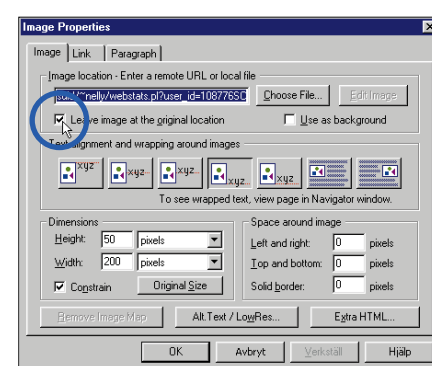 Image Properties
Image Link Paragraph
Image location - Enter a remote URL or local file
nelly/webstats.pl?user_id=108776SC Choose File... Edit Image
Leave image at the original location Use as background
Text alignment and wrapping around images
xyz xyz xyz xyz xyz
To see wrapped text, view page in Navigator window.
Dimensions Space around image
Height: 50 pixels Left and right: 0 pixels
Width: 200 pixels Top and bottom: 0 pixels
Constrain Original Size Solid border: 0 pixels
Remove Image Map Alt.Text / LowRes... Extra HTML...
OK Avbryt Verkställ Hjälp